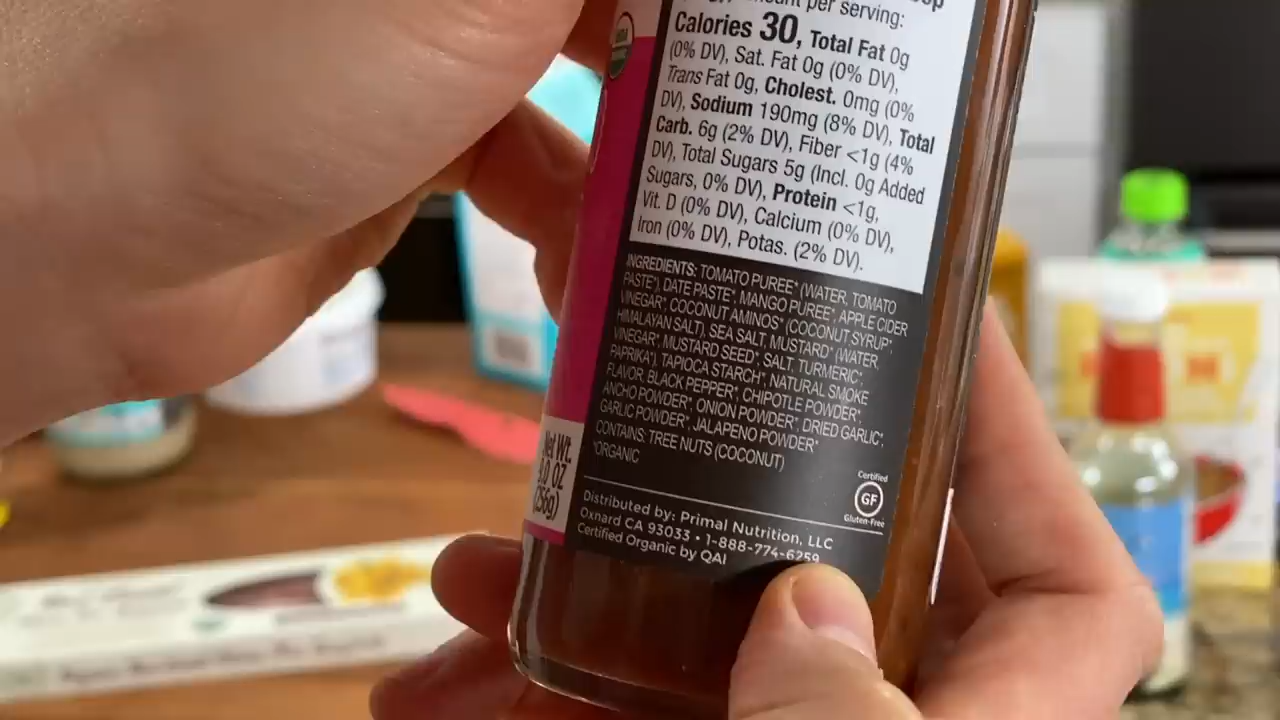 amount per serving:
Calories 30, Total Fat 0g
(0% DV), Sat. Fat 0g (0% DV),
Trans Fat 0g, Cholest. 0mg (0%
DV), Sodium 190mg (8% DV), Total
Carb. 6g (2% DV), Fiber <1g (4%
DV), Total Sugars 5g (Incl. 0g Added
Sugars, 0% DV), Protein <1g,
Vit. D (0% DV), Calcium (0% DV),
Iron (0% DV), Potas. (2% DV).
INGREDIENTS: TOMATO PUREE* (WATER, TOMATO
PASTE*), DATE PASTE*, MANGO PUREE*, APPLE CIDER
VINEGAR*, COCONUT AMINOS* (COCONUT SYRUP*,
HIMALAYAN SALT), SEA SALT, MUSTARD* (WATER,
VINEGAR*, MUSTARD SEED*, SALT, TURMERIC*,
PAPRIKA*), TAPIOCA STARCH*, NATURAL SMOKE
FLAVOR, BLACK PEPPER*, CHIPOTLE POWDER*,
ANCHO POWDER*, ONION POWDER*, DRIED GARLIC*,
GARLIC POWDER*, JALAPENO POWDER*
CONTAINS: TREE NUTS (COCONUT)
*ORGANIC
Net Wt.
9.0 OZ
(256g)
Certified
GF
Gluten-Free
Distributed by: Primal Nutrition, LLC
Oxnard CA 93033 • 1-888-774-6259
Certified Organic by QAI